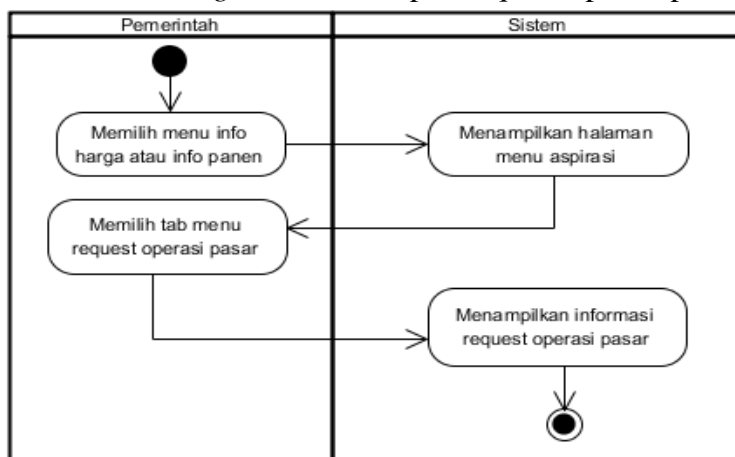 Pemerintah
Sistem
Memilih menu info
harga atau info panen
Menampilkan halaman
menu aspirasi
Memilih tab menu
request operasi pasar
Menampilkan informasi
request operasi pasar